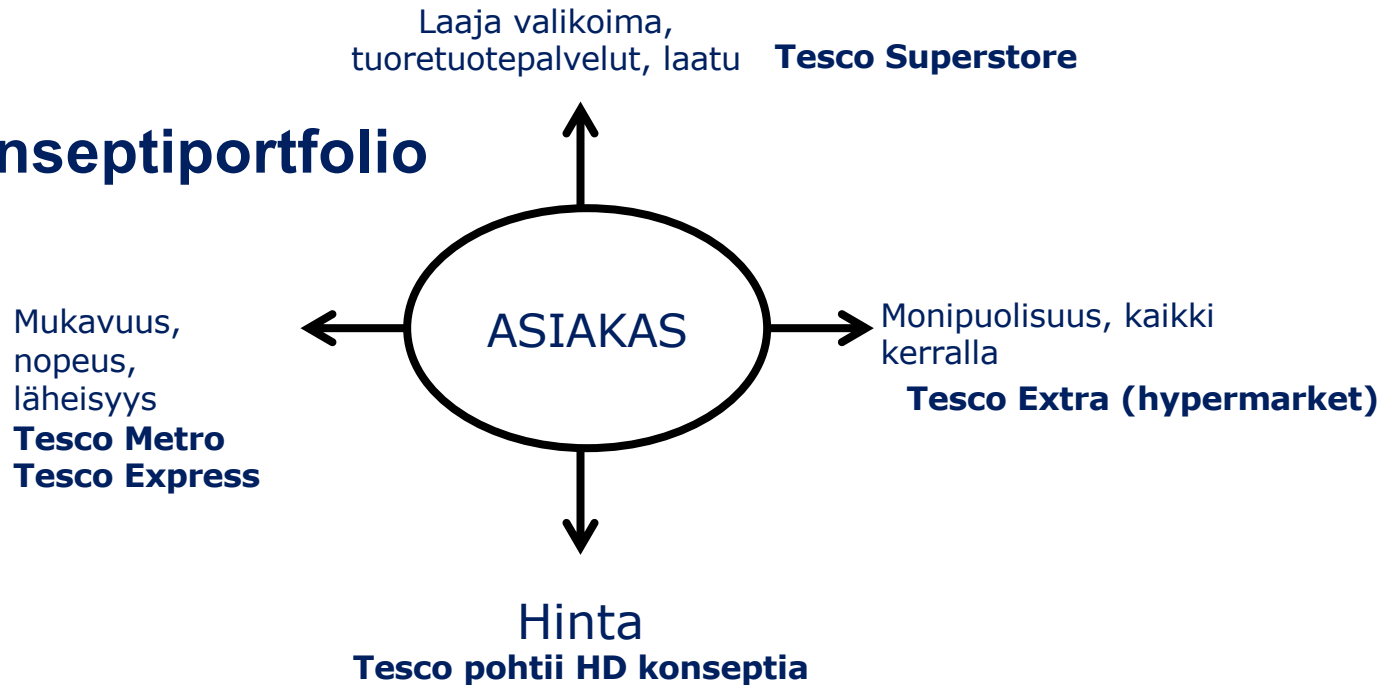 Laaja valikoima,
tuoretuotepalvelut, laatu
Tesco Superstore
nseptiportfolio
ASIAKAS
Mukavuus,
nopeus,
läheisyys
Tesco Metro
Tesco Express
Monipuolisuus, kaikki
kerralla
Tesco Extra (hypermarket)
Hinta
Tesco pohtii HD konseptia